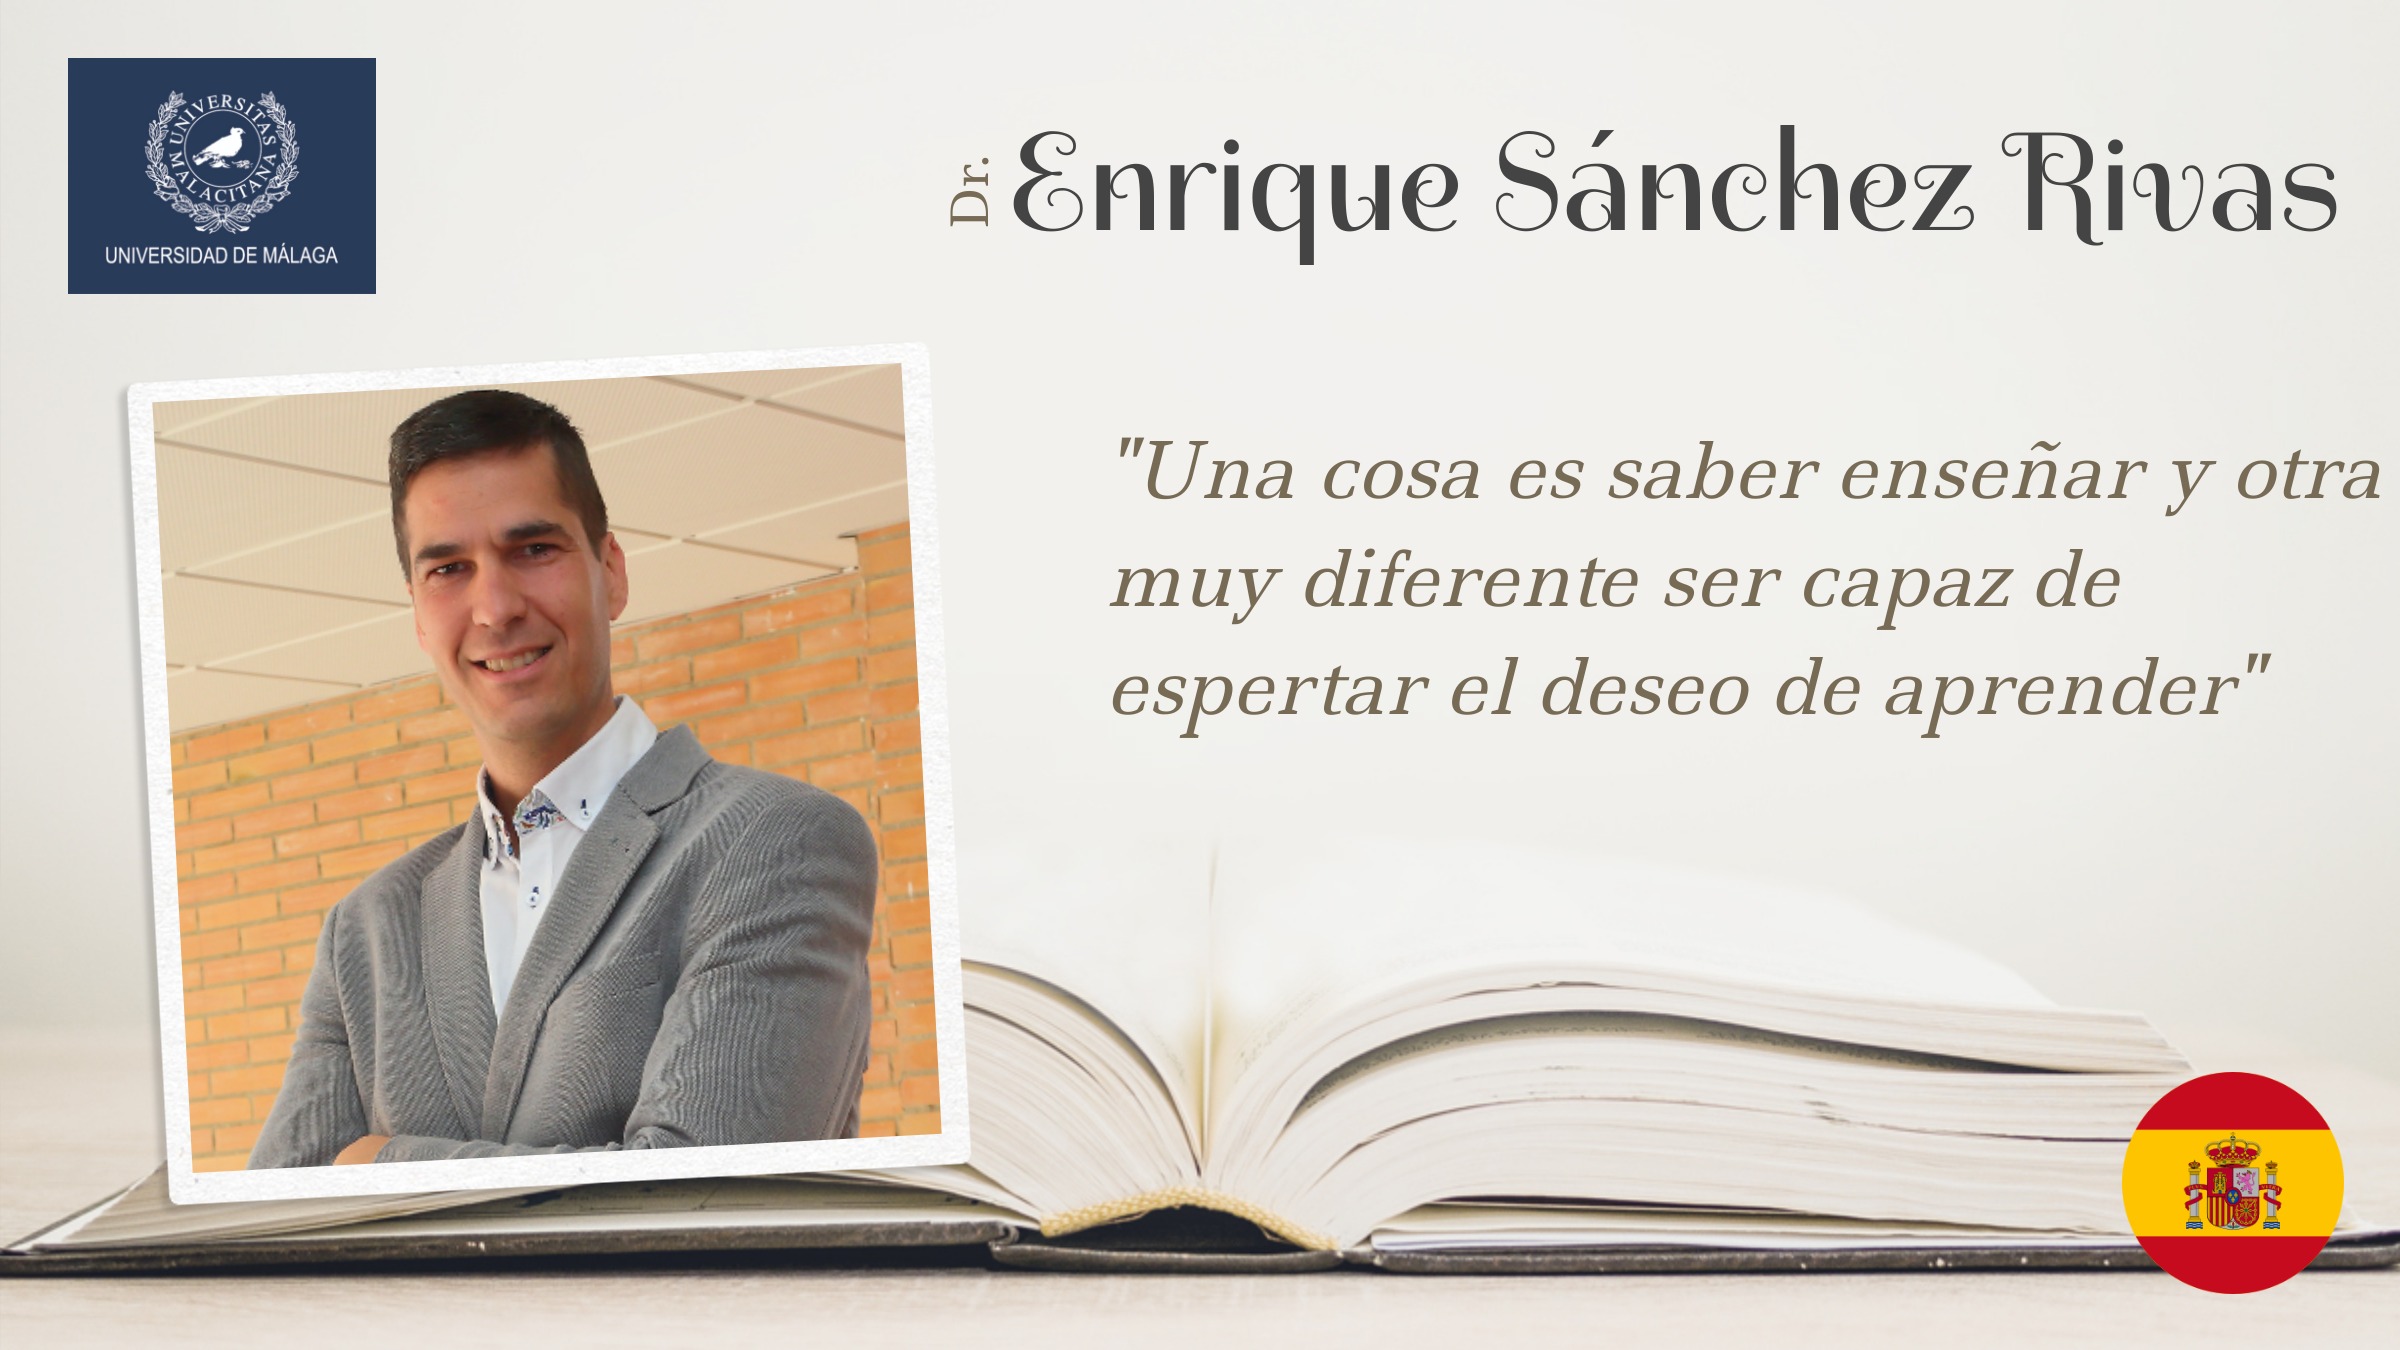 UNIVERSITAS MALACITANA
UNIVERSIDAD DE MÁLAGA
Dr. Enrique Sánchez Rivas
"Una cosa es saber enseñar y otra
muy diferente ser capaz de
espertar el deseo de aprender"